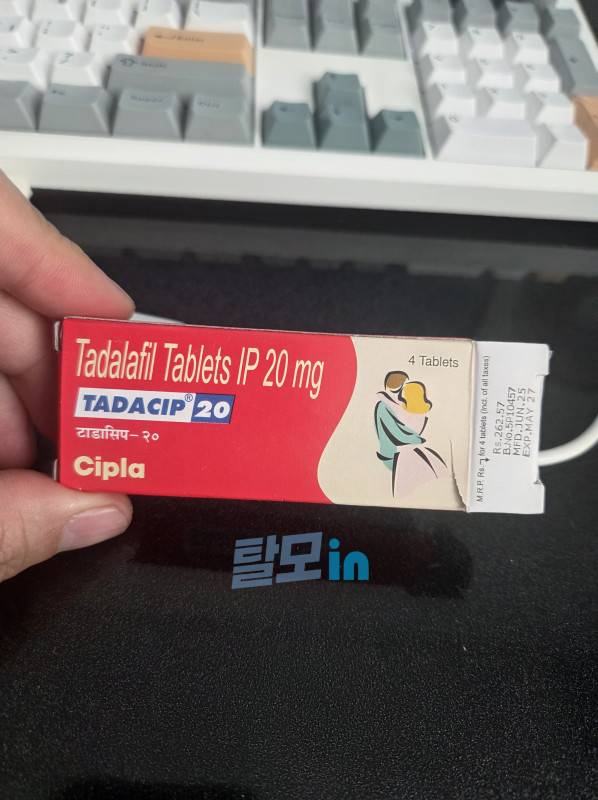 Tadalafil Tablets IP 20 mg
4 Tablets
TADACIP® 20
टाडासिप-२०
Cipla
M.R.P. Rs. for 4 tablets (incl. of all taxes)
Rs.262.57
B.No.5P10457
MFD.JUN.25
EXP.MAY 27
탈모in